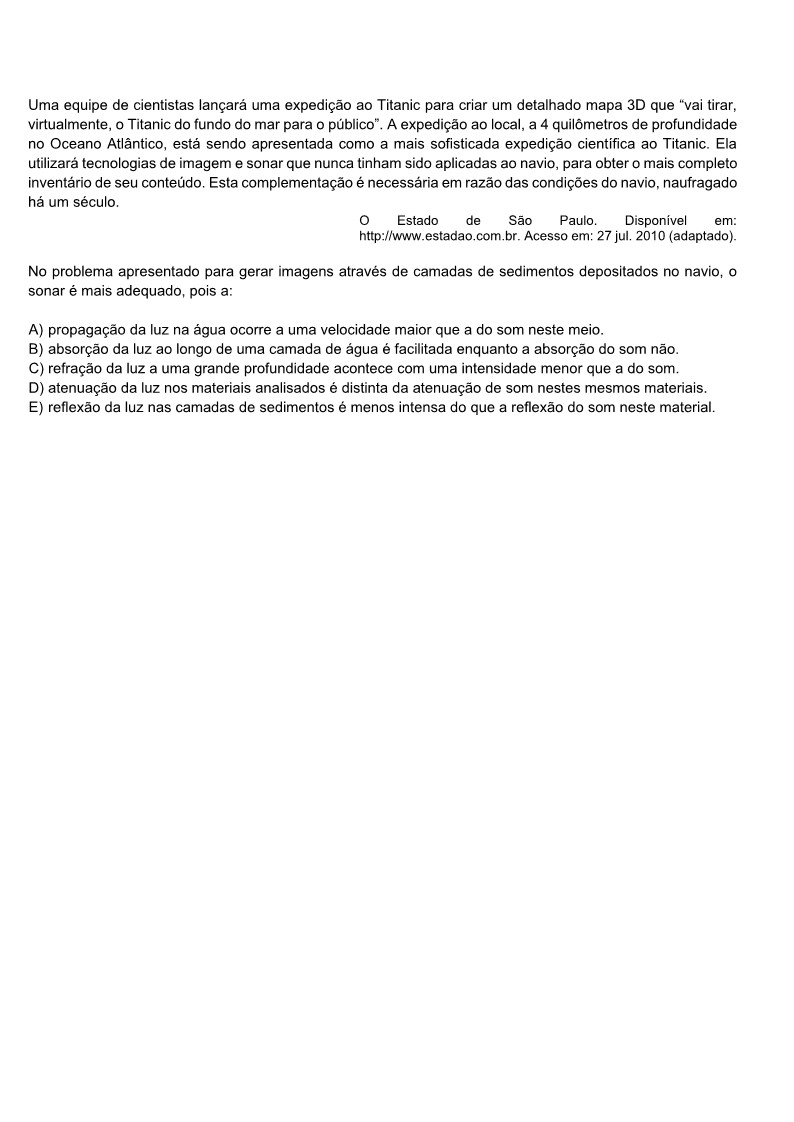 Uma equipe de cientistas lançará uma expedição ao Titanic para criar um detalhado mapa 3D que “vai tirar,
virtualmente, o Titanic do fundo do mar para o público”. A expedição ao local, a 4 quilômetros de profundidade
no Oceano Atlântico, está sendo apresentada como a mais sofisticada expedição científica ao Titanic. Ela
utilizará tecnologias de imagem e sonar que nunca tinham sido aplicadas ao navio, para obter o mais completo
inventário de seu conteúdo. Esta complementação é necessária em razão das condições do navio, naufragado
há um século.
O Estado de São Paulo. Disponível em:
http://www.estadao.com.br. Acesso em: 27 jul. 2010 (adaptado).
No problema apresentado para gerar imagens através de camadas de sedimentos depositados no navio, o
sonar é mais adequado, pois a:
A) propagação da luz na água ocorre a uma velocidade maior que a do som neste meio.
B) absorção da luz ao longo de uma camada de água é facilitada enquanto a absorção do som não.
C) refração da luz a uma grande profundidade acontece com uma intensidade menor que a do som.
D) atenuação da luz nos materiais analisados é distinta da atenuação de som nestes mesmos materiais.
E) reflexão da luz nas camadas de sedimentos é menos intensa do que a reflexão do som neste material.